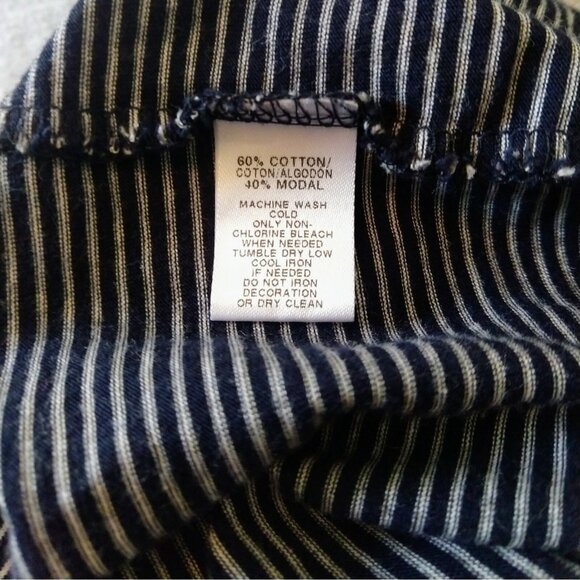 60% COTTON/
COTON/ALGODÓN
40% MODAL
MACHINE WASH
COLD
ONLY NON-
CHLORINE BLEACH
WHEN NEEDED
TUMBLE DRY LOW
COOL IRON
IF NEEDED
DO NOT IRON
DECORATION
OR DRY CLEAN